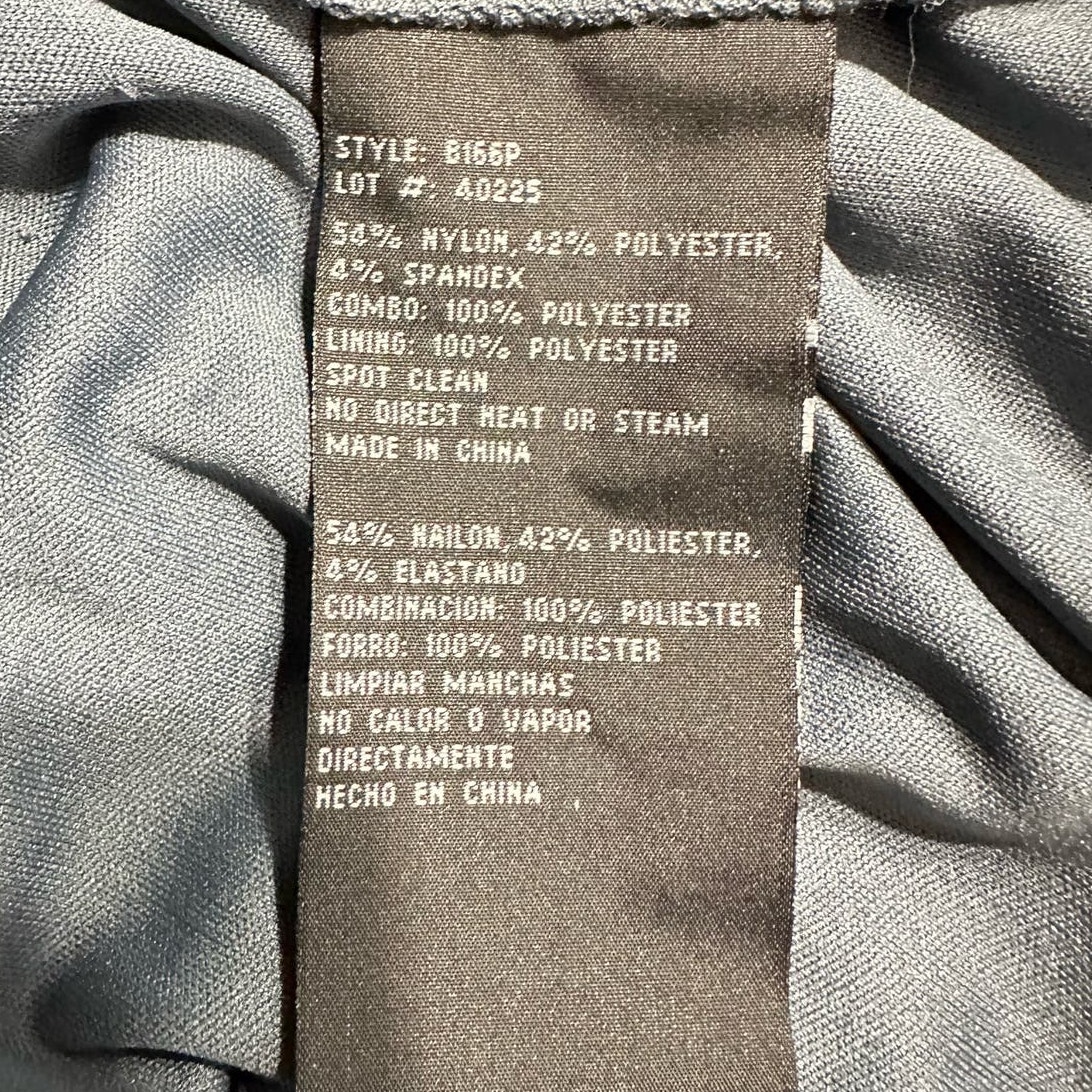 STYLE: B166P
LOT #: 40225
54% NYLON, 42% POLYESTER,
4% SPANDEX
COMBO: 100% POLYESTER
LINING: 100% POLYESTER
SPOT CLEAN
NO DIRECT HEAT OR STEAM
MADE IN CHINA
54% NAILON, 42% POLIESTER,
4% ELASTANO
COMBINACION: 100% POLIESTER
FORRO: 100% POLIESTER
LIMPIAR MANCHAS
NO CALOR O VAPOR
DIRECTAMENTE
HECHO EN CHINA